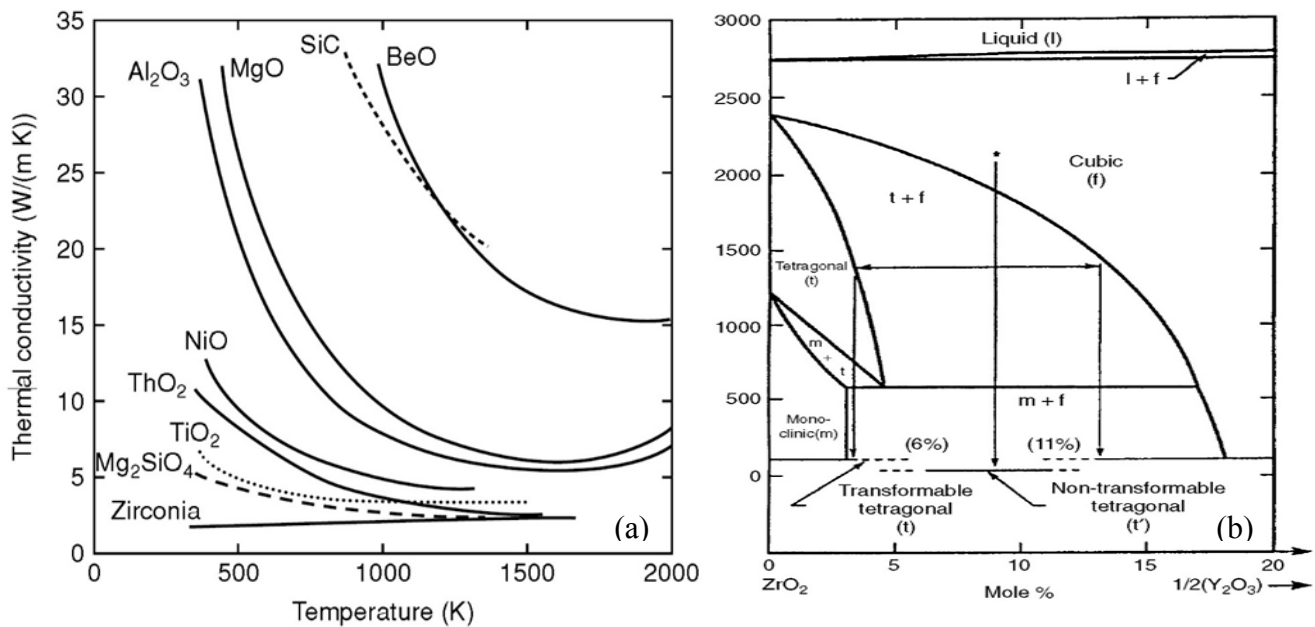 35
30
25
20
15
10
5
0
Thermal conductivity (W/(m K))
SiC
BeO
Al₂O₃
MgO
NiO
ThO₂
TiO₂
Mg₂SiO₄
Zirconia
(a)
0
500
1000
1500
2000
Temperature (K)
3000
2500
2000
1500
1000
500
0
Liquid (l)
l + f
Cubic
(f)
t + f
Tetragonal
(t)
m
+
t
m + f
Mono-
clinic(m)
(6%)
(11%)
Transformable
tetragonal
(t)
Non-transformable
tetragonal
(t′)
(b)
0
5
10
15
20
ZrO₂
Mole %
1/2(Y₂O₃)